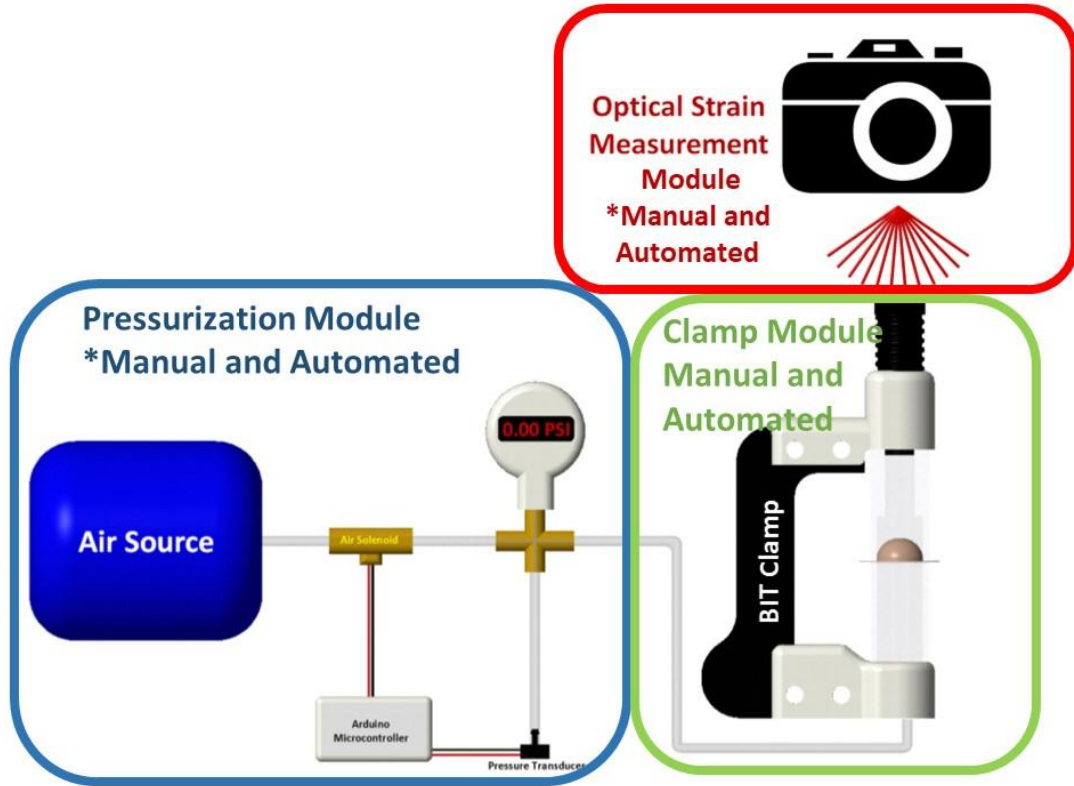 Optical Strain
Measurement
Module
*Manual and
Automated
Pressurization Module
*Manual and Automated
Clamp Module
Manual and
Automated
0.00 PSI
Air Source
Air Solenoid
BIT Clamp
Arduino
Microcontroller
Pressure Transducer